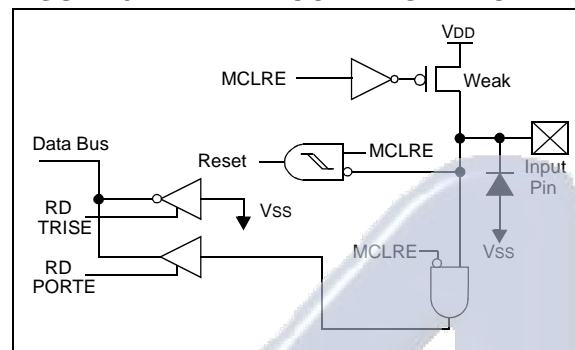 VDD
MCLRE
Weak
Data Bus
Reset
MCLRE
Input
Pin
RD
TRISE
VSS
MCLRE
VSS
RD
PORTE